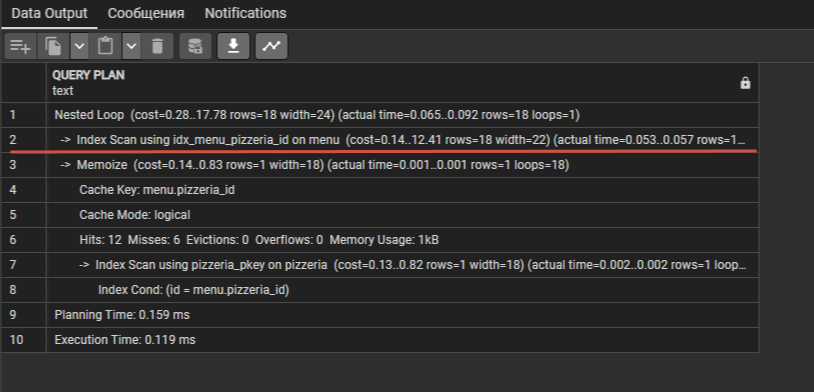 Data Output Сообщения Notifications
QUERY PLAN
text
1 Nested Loop (cost=0.28..17.78 rows=18 width=24) (actual time=0.065..0.092 rows=18 loops=1)
2 -> Index Scan using idx_menu_pizzeria_id on menu (cost=0.14..12.41 rows=18 width=22) (actual time=0.053..0.057 rows=1...
3 -> Memoize (cost=0.14..0.83 rows=1 width=18) (actual time=0.001..0.001 rows=1 loops=18)
4 Cache Key: menu.pizzeria_id
5 Cache Mode: logical
6 Hits: 12 Misses: 6 Evictions: 0 Overflows: 0 Memory Usage: 1kB
7 -> Index Scan using pizzeria_pkey on pizzeria (cost=0.13..0.82 rows=1 width=18) (actual time=0.002..0.002 rows=1 loop...
8 Index Cond: (id = menu.pizzeria_id)
9 Planning Time: 0.159 ms
10 Execution Time: 0.119 ms